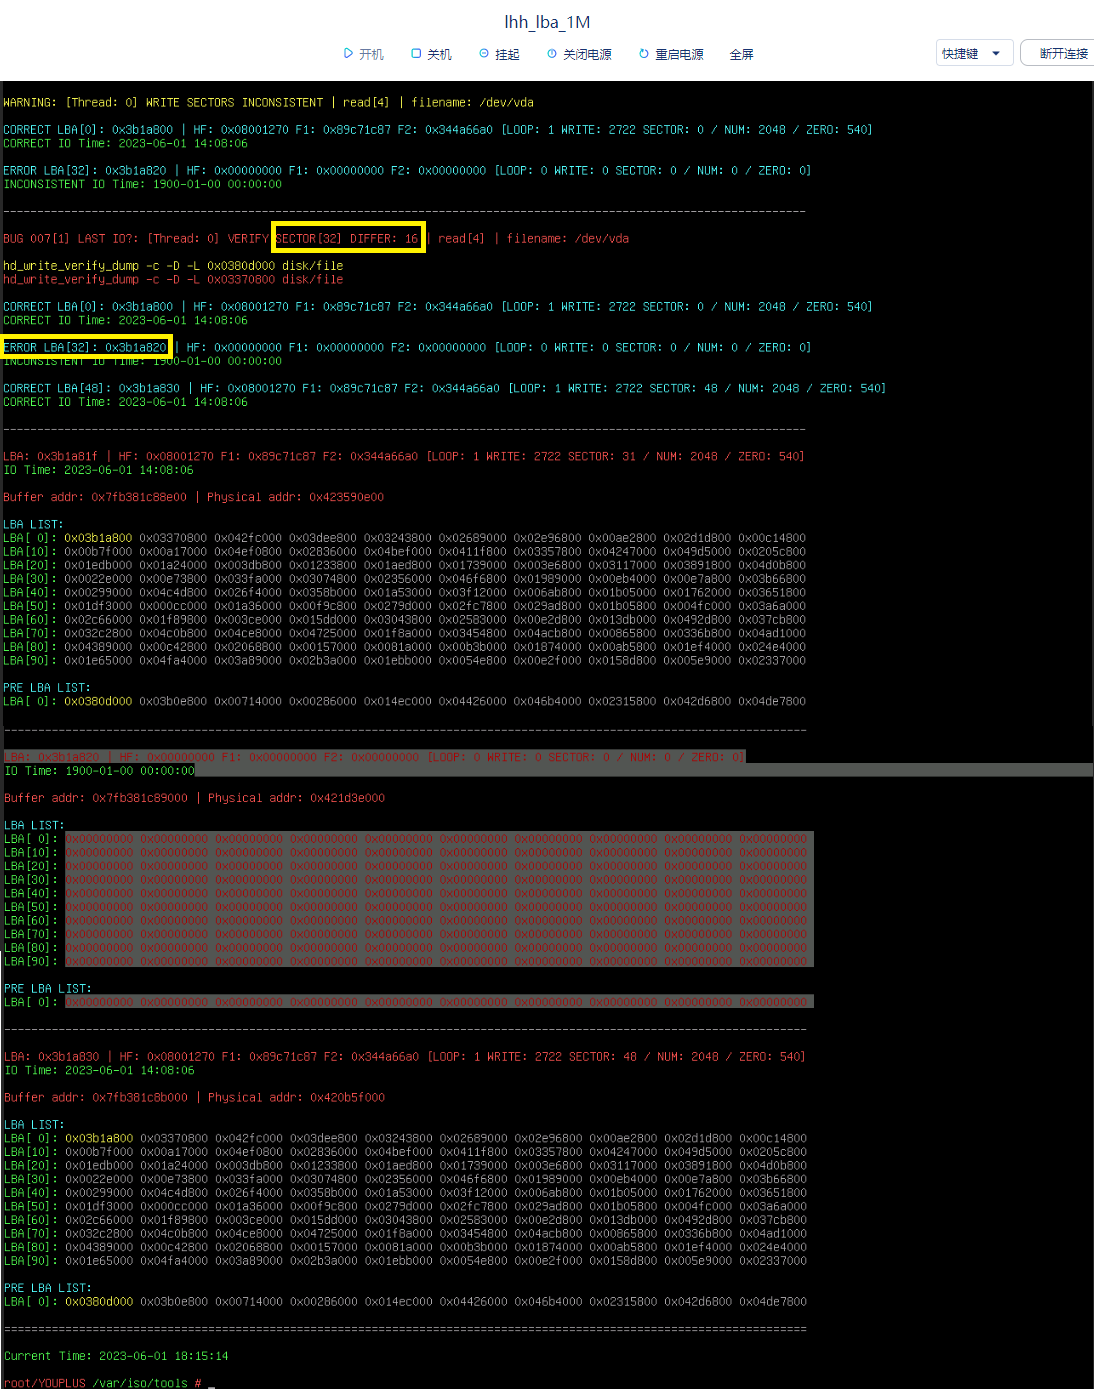 lhh_lba_1M
开机 关机 挂起 关闭电源 重启电源 全屏 快捷键 断开连接
WARNING: [Thread: 0] WRITE SECTORS INCONSISTENT | read[4] | filename: /dev/vda
CORRECT LBA[0]: 0x3b1a800 | HF: 0x08001270 F1: 0x89c71c87 F2: 0x344a66a0 [LOOP: 1 WRITE: 2722 SECTOR: 0 / NUM: 2048 / ZERO: 540]
CORRECT IO Time: 2023-06-01 14:08:06
ERROR LBA[32]: 0x3b1a820 | HF: 0x00000000 F1: 0x00000000 F2: 0x00000000 [LOOP: 0 WRITE: 0 SECTOR: 0 / NUM: 0 / ZERO: 0]
INCONSISTENT IO Time: 1900-01-00 00:00:00
----------------------------------------------------------------------------------------------------------------------
BUG 007[1] LAST IO?: [Thread: 0] VERIFY SECTOR[32] DIFFER: 16 | read[4] | filename: /dev/vda
hd_write_verify_dump -c -D -L 0x0380d000 disk/file
hd_write_verify_dump -c -D -L 0x03370800 disk/file
CORRECT LBA[0]: 0x3b1a800 | HF: 0x08001270 F1: 0x89c71c87 F2: 0x344a66a0 [LOOP: 1 WRITE: 2722 SECTOR: 0 / NUM: 2048 / ZERO: 540]
CORRECT IO Time: 2023-06-01 14:08:06
ERROR LBA[32]: 0x3b1a820 | HF: 0x00000000 F1: 0x00000000 F2: 0x00000000 [LOOP: 0 WRITE: 0 SECTOR: 0 / NUM: 0 / ZERO: 0]
INCONSISTENT IO Time: 1900-01-00 00:00:00
CORRECT LBA[48]: 0x3b1a830 | HF: 0x08001270 F1: 0x89c71c87 F2: 0x344a66a0 [LOOP: 1 WRITE: 2722 SECTOR: 48 / NUM: 2048 / ZERO: 540]
CORRECT IO Time: 2023-06-01 14:08:06
----------------------------------------------------------------------------------------------------------------------
LBA: 0x3b1a81f | HF: 0x08001270 F1: 0x89c71c87 F2: 0x344a66a0 [LOOP: 1 WRITE: 2722 SECTOR: 31 / NUM: 2048 / ZERO: 540]
IO Time: 2023-06-01 14:08:06
Buffer addr: 0x7fb381c88e00 | Physical addr: 0x423590e00
LBA LIST:
LBA[ 0]: 0x03b1a800 0x03370800 0x042fc000 0x03dee800 0x03243800 0x02689000 0x02e96800 0x00ae2800 0x02d1d800 0x00c14800
LBA[10]: 0x00b7f000 0x00a17000 0x04ef0800 0x02836000 0x04bef000 0x0411f800 0x03357800 0x04247000 0x049d5000 0x0205c800
LBA[20]: 0x01edb000 0x01a24000 0x003db800 0x01233800 0x01aed800 0x01739000 0x003e6800 0x03117000 0x03891800 0x04d0b800
LBA[30]: 0x0022e000 0x00e73800 0x033fa000 0x03074800 0x02356000 0x046f6800 0x01989000 0x00eb4000 0x00e7a800 0x03b66800
LBA[40]: 0x00299000 0x04c4d800 0x026f4000 0x0358b000 0x01a53000 0x03f12000 0x006ab800 0x01b05000 0x01762000 0x03651800
LBA[50]: 0x01df3000 0x000cc000 0x01a36000 0x00f9c800 0x0279d000 0x02fc7800 0x029ad800 0x01b05800 0x004fc000 0x03a6a000
LBA[60]: 0x02c66000 0x01f89800 0x003ce000 0x015dd000 0x03043800 0x02583000 0x00e2d800 0x013db000 0x0492d800 0x037cb800
LBA[70]: 0x032c2800 0x04c0b800 0x04ce8000 0x04725000 0x01f8a000 0x03454800 0x04acb800 0x00865800 0x0336b800 0x04ad1000
LBA[80]: 0x04389000 0x00c42800 0x02068800 0x00157000 0x0081a000 0x00b3b000 0x01874000 0x00ab5800 0x01ef4000 0x024e4000
LBA[90]: 0x01e65000 0x04fa4000 0x03a89000 0x02b3a000 0x01ebb000 0x0054e800 0x00e2f000 0x0158d800 0x005e9000 0x02337000
PRE LBA LIST:
LBA[ 0]: 0x0380d000 0x03b0e800 0x00714000 0x00286000 0x014ec000 0x04426000 0x046b4000 0x02315800 0x042d6800 0x04de7800
----------------------------------------------------------------------------------------------------------------------
LBA: 0x3b1a820 | HF: 0x00000000 F1: 0x00000000 F2: 0x00000000 [LOOP: 0 WRITE: 0 SECTOR: 0 / NUM: 0 / ZERO: 0]
IO Time: 1900-01-00 00:00:00
Buffer addr: 0x7fb381c89000 | Physical addr: 0x421d3e000
LBA LIST:
LBA[ 0]: 0x00000000 0x00000000 0x00000000 0x00000000 0x00000000 0x00000000 0x00000000 0x00000000 0x00000000 0x00000000
LBA[10]: 0x00000000 0x00000000 0x00000000 0x00000000 0x00000000 0x00000000 0x00000000 0x00000000 0x00000000 0x00000000
LBA[20]: 0x00000000 0x00000000 0x00000000 0x00000000 0x00000000 0x00000000 0x00000000 0x00000000 0x00000000 0x00000000
LBA[30]: 0x00000000 0x00000000 0x00000000 0x00000000 0x00000000 0x00000000 0x00000000 0x00000000 0x00000000 0x00000000
LBA[40]: 0x00000000 0x00000000 0x00000000 0x00000000 0x00000000 0x00000000 0x00000000 0x00000000 0x00000000 0x00000000
LBA[50]: 0x00000000 0x00000000 0x00000000 0x00000000 0x00000000 0x00000000 0x00000000 0x00000000 0x00000000 0x00000000
LBA[60]: 0x00000000 0x00000000 0x00000000 0x00000000 0x00000000 0x00000000 0x00000000 0x00000000 0x00000000 0x00000000
LBA[70]: 0x00000000 0x00000000 0x00000000 0x00000000 0x00000000 0x00000000 0x00000000 0x00000000 0x00000000 0x00000000
LBA[80]: 0x00000000 0x00000000 0x00000000 0x00000000 0x00000000 0x00000000 0x00000000 0x00000000 0x00000000 0x00000000
LBA[90]: 0x00000000 0x00000000 0x00000000 0x00000000 0x00000000 0x00000000 0x00000000 0x00000000 0x00000000 0x00000000
PRE LBA LIST:
LBA[ 0]: 0x00000000 0x00000000 0x00000000 0x00000000 0x00000000 0x00000000 0x00000000 0x00000000 0x00000000 0x00000000
----------------------------------------------------------------------------------------------------------------------
LBA: 0x3b1a830 | HF: 0x08001270 F1: 0x89c71c87 F2: 0x344a66a0 [LOOP: 1 WRITE: 2722 SECTOR: 48 / NUM: 2048 / ZERO: 540]
IO Time: 2023-06-01 14:08:06
Buffer addr: 0x7fb381c8b000 | Physical addr: 0x420b5f000
LBA LIST:
LBA[ 0]: 0x03b1a800 0x03370800 0x042fc000 0x03dee800 0x03243800 0x02689000 0x02e96800 0x00ae2800 0x02d1d800 0x00c14800
LBA[10]: 0x00b7f000 0x00a17000 0x04ef0800 0x02836000 0x04bef000 0x0411f800 0x03357800 0x04247000 0x049d5000 0x0205c800
LBA[20]: 0x01edb000 0x01a24000 0x003db800 0x01233800 0x01aed800 0x01739000 0x003e6800 0x03117000 0x03891800 0x04d0b800
LBA[30]: 0x0022e000 0x00e73800 0x033fa000 0x03074800 0x02356000 0x046f6800 0x01989000 0x00eb4000 0x00e7a800 0x03b66800
LBA[40]: 0x00299000 0x04c4d800 0x026f4000 0x0358b000 0x01a53000 0x03f12000 0x006ab800 0x01b05000 0x01762000 0x03651800
LBA[50]: 0x01df3000 0x000cc000 0x01a36000 0x00f9c800 0x0279d000 0x02fc7800 0x029ad800 0x01b05800 0x004fc000 0x03a6a000
LBA[60]: 0x02c66000 0x01f89800 0x003ce000 0x015dd000 0x03043800 0x02583000 0x00e2d800 0x013db000 0x0492d800 0x037cb800
LBA[70]: 0x032c2800 0x04c0b800 0x04ce8000 0x04725000 0x01f8a000 0x03454800 0x04acb800 0x00865800 0x0336b800 0x04ad1000
LBA[80]: 0x04389000 0x00c42800 0x02068800 0x00157000 0x0081a000 0x00b3b000 0x01874000 0x00ab5800 0x01ef4000 0x024e4000
LBA[90]: 0x01e65000 0x04fa4000 0x03a89000 0x02b3a000 0x01ebb000 0x0054e800 0x00e2f000 0x0158d800 0x005e9000 0x02337000
PRE LBA LIST:
LBA[ 0]: 0x0380d000 0x03b0e800 0x00714000 0x00286000 0x014ec000 0x04426000 0x046b4000 0x02315800 0x042d6800 0x04de7800
======================================================================================================================
Current Time: 2023-06-01 18:15:14
root/YOUPLUS /var/iso/tools # _